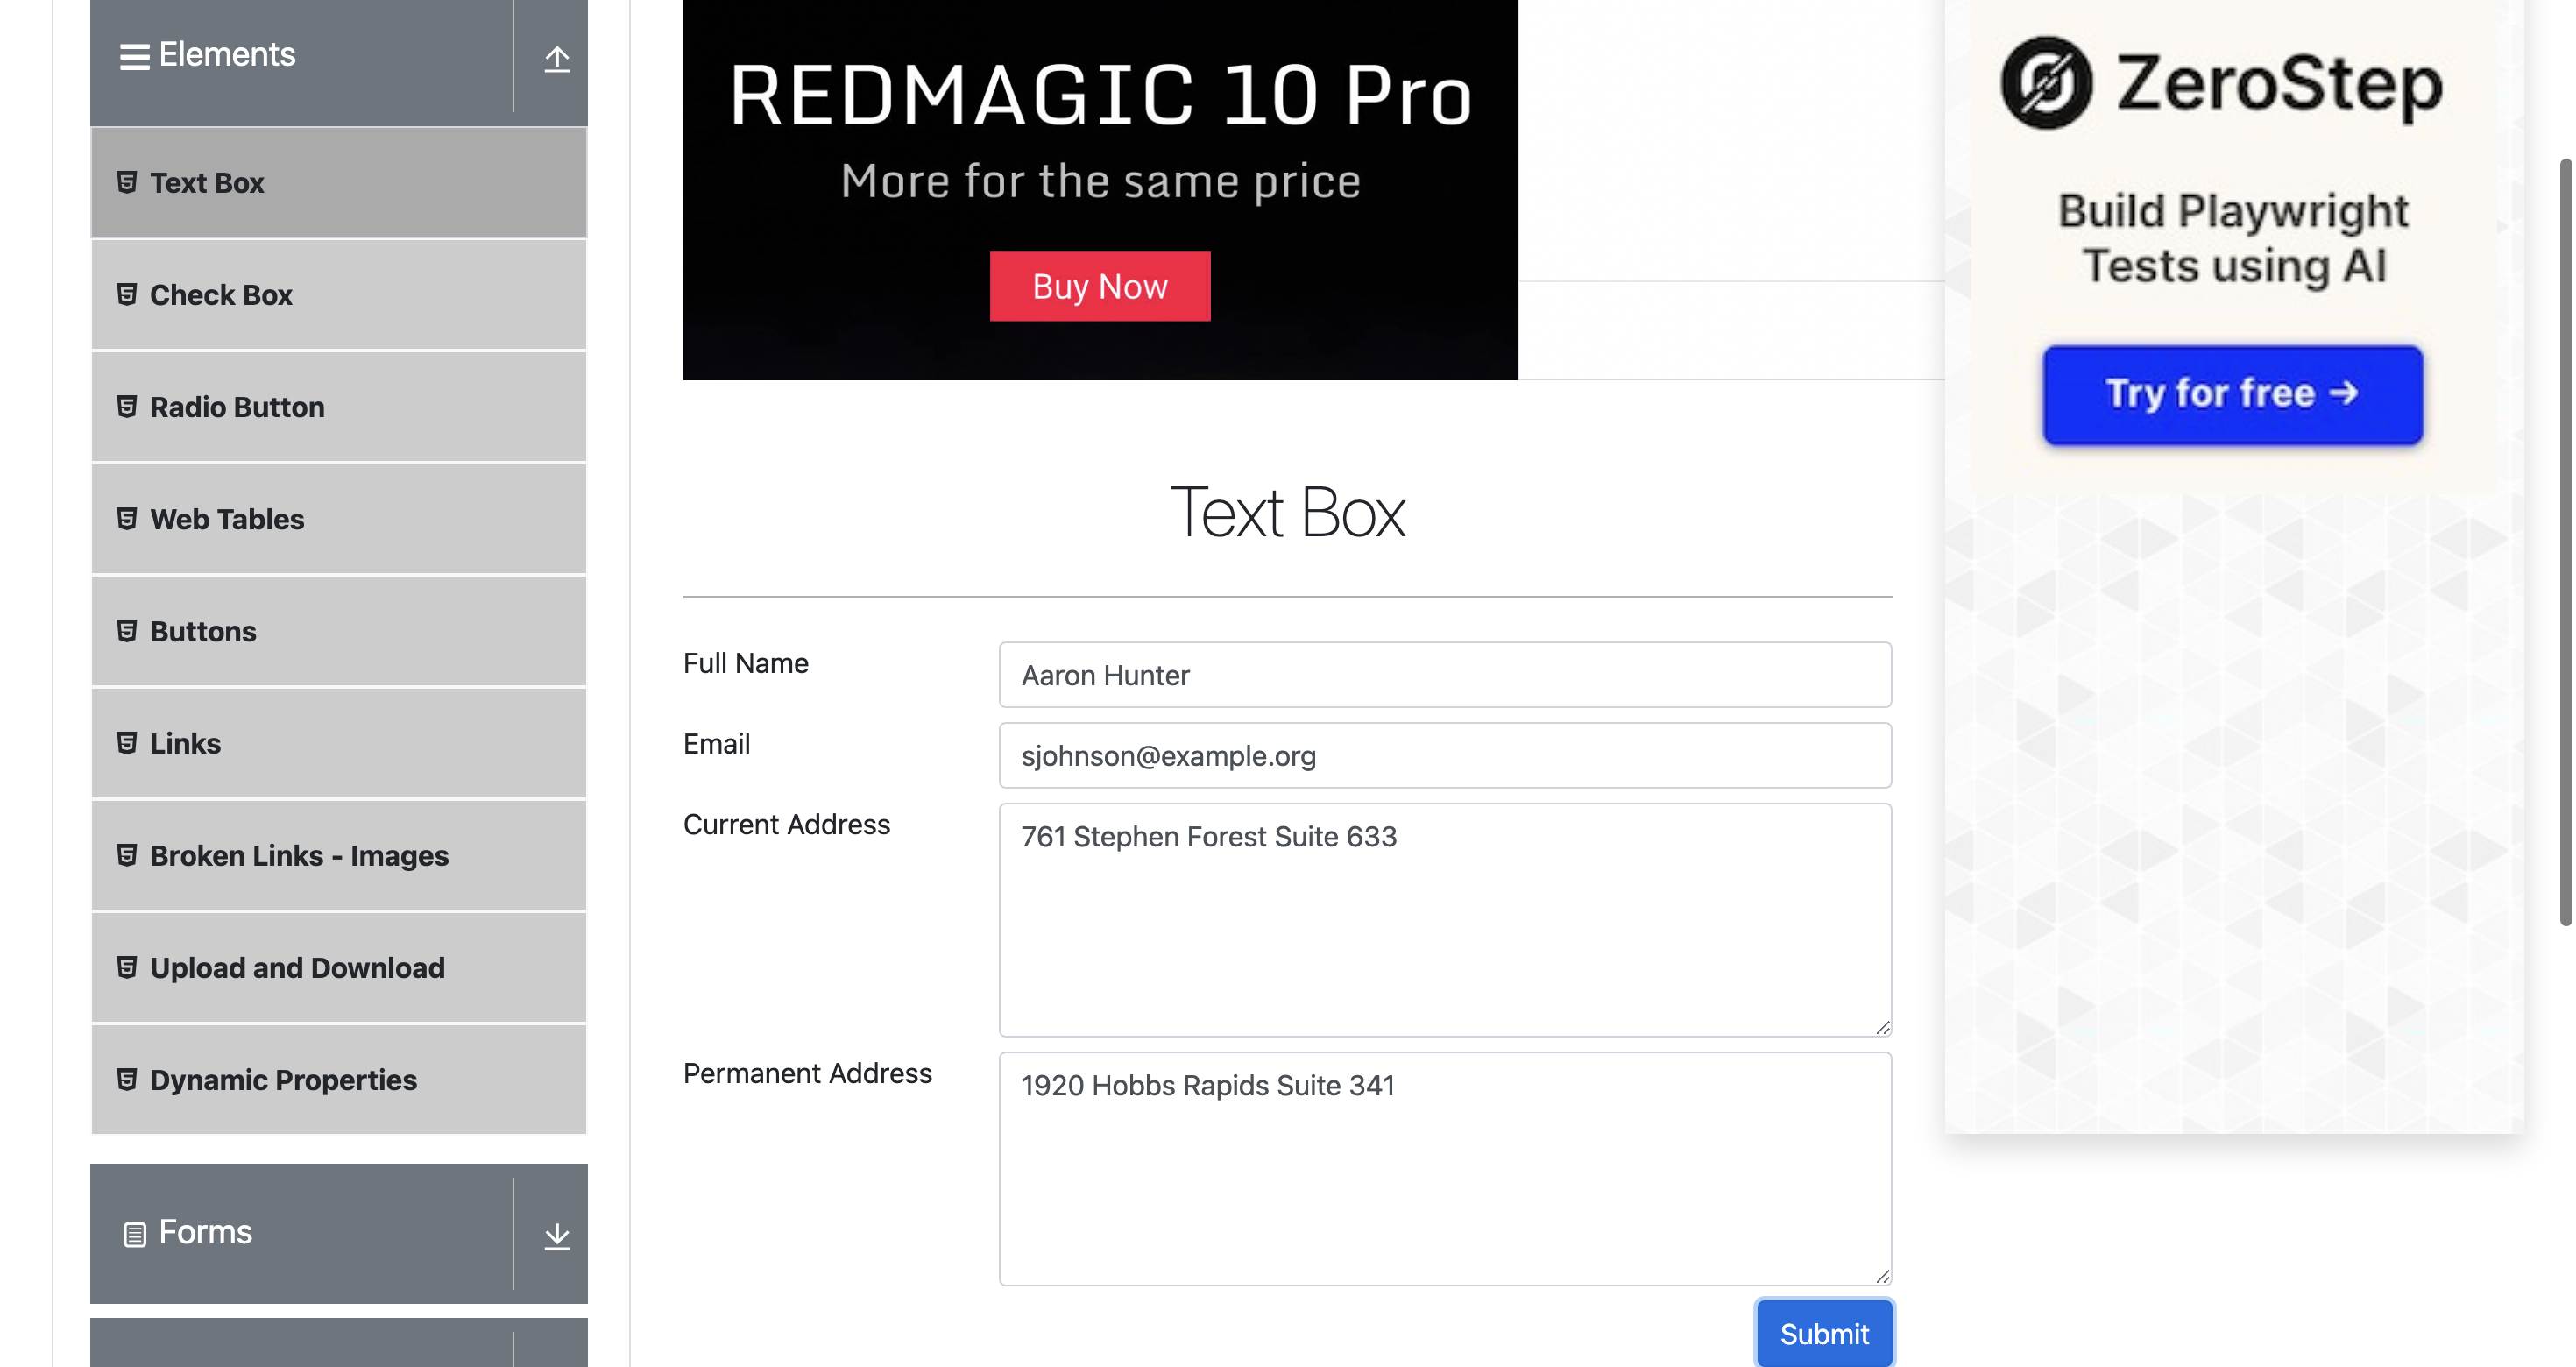 Elements
Text Box
Check Box
Radio Button
Web Tables
Buttons
Links
Broken Links - Images
Upload and Download
Dynamic Properties
Forms
REDMAGIC 10 Pro
More for the same price
Buy Now
Text Box
Full Name
Aaron Hunter
Email
sjohnson@example.org
Current Address
761 Stephen Forest Suite 633
Permanent Address
1920 Hobbs Rapids Suite 341
Submit
ZeroStep
Build Playwright
Tests using AI
Try for free →